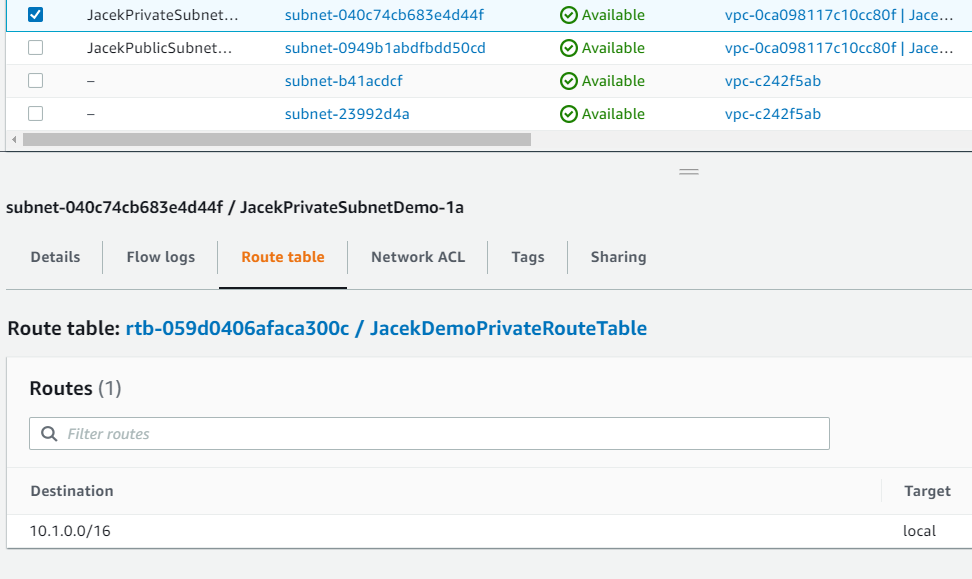 JacekPrivateSubnet... subnet-040c74cb683e4d44f Available vpc-0ca098117c10cc80f | Jace...
JacekPublicSubnet... subnet-0949b1abdfbdd50cd Available vpc-0ca098117c10cc80f | Jace...
– subnet-b41acdcf Available vpc-c242f5ab
– subnet-23992d4a Available vpc-c242f5ab
subnet-040c74cb683e4d44f / JacekPrivateSubnetDemo-1a
Details Flow logs Route table Network ACL Tags Sharing
Route table: rtb-059d0406afaca300c / JacekDemoPrivateRouteTable
Routes (1)
Filter routes
Destination Target
10.1.0.0/16 local